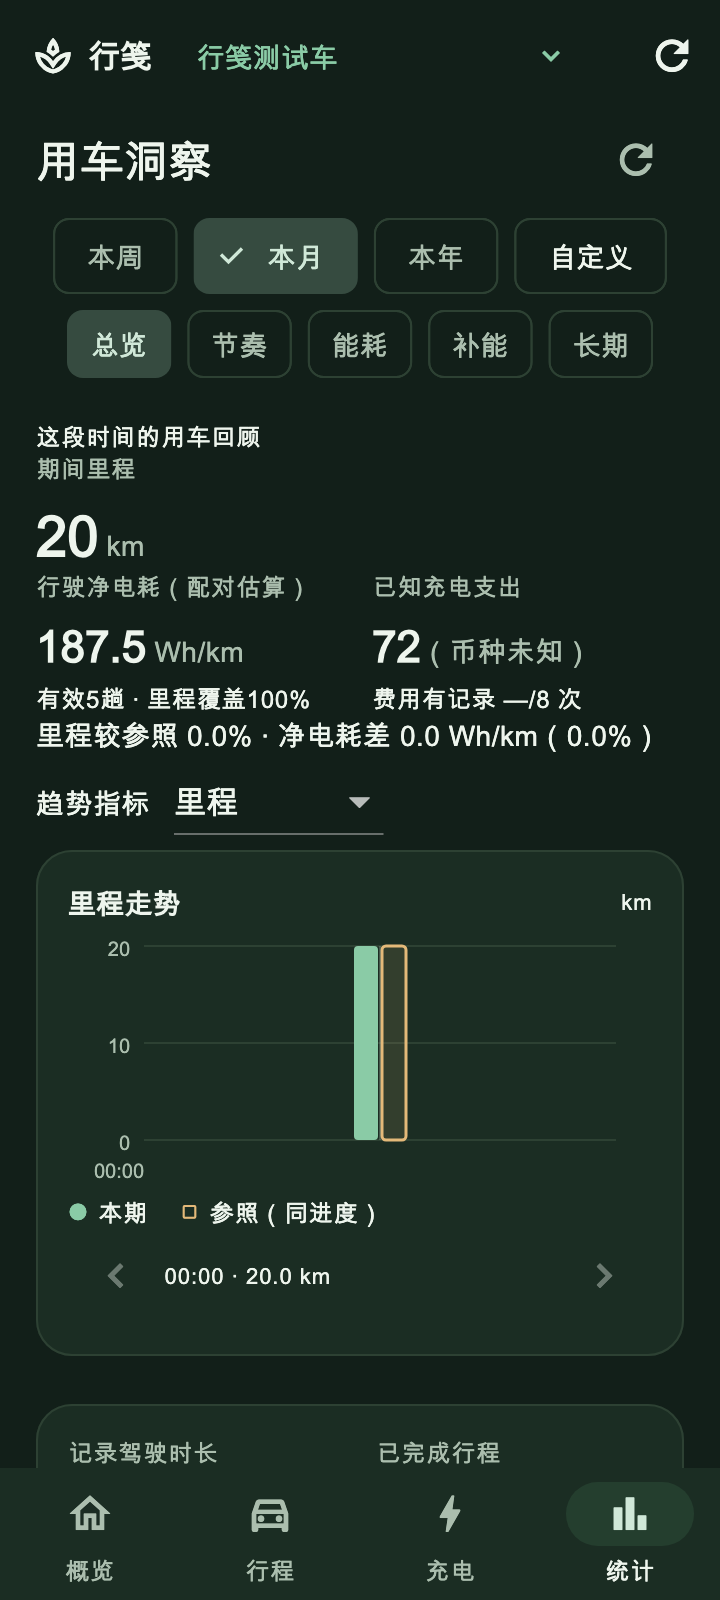 行笺 行笺测试车
用车洞察
本周 本月 本年 自定义
总览 节奏 能耗 补能 长期
这段时间的用车回顾
期间里程
20 km
行驶净电耗（配对估算） 已知充电支出
187.5 Wh/km 72（币种未知）
有效5趟 · 里程覆盖100% 费用有记录 —/8 次
里程较参照 0.0% · 净电耗差 0.0 Wh/km（0.0%）
趋势指标 里程
里程走势 km
20
10
0
00:00
本期 参照（同进度）
00:00 · 20.0 km
记录驾驶时长 已完成行程
概览 行程 充电 统计